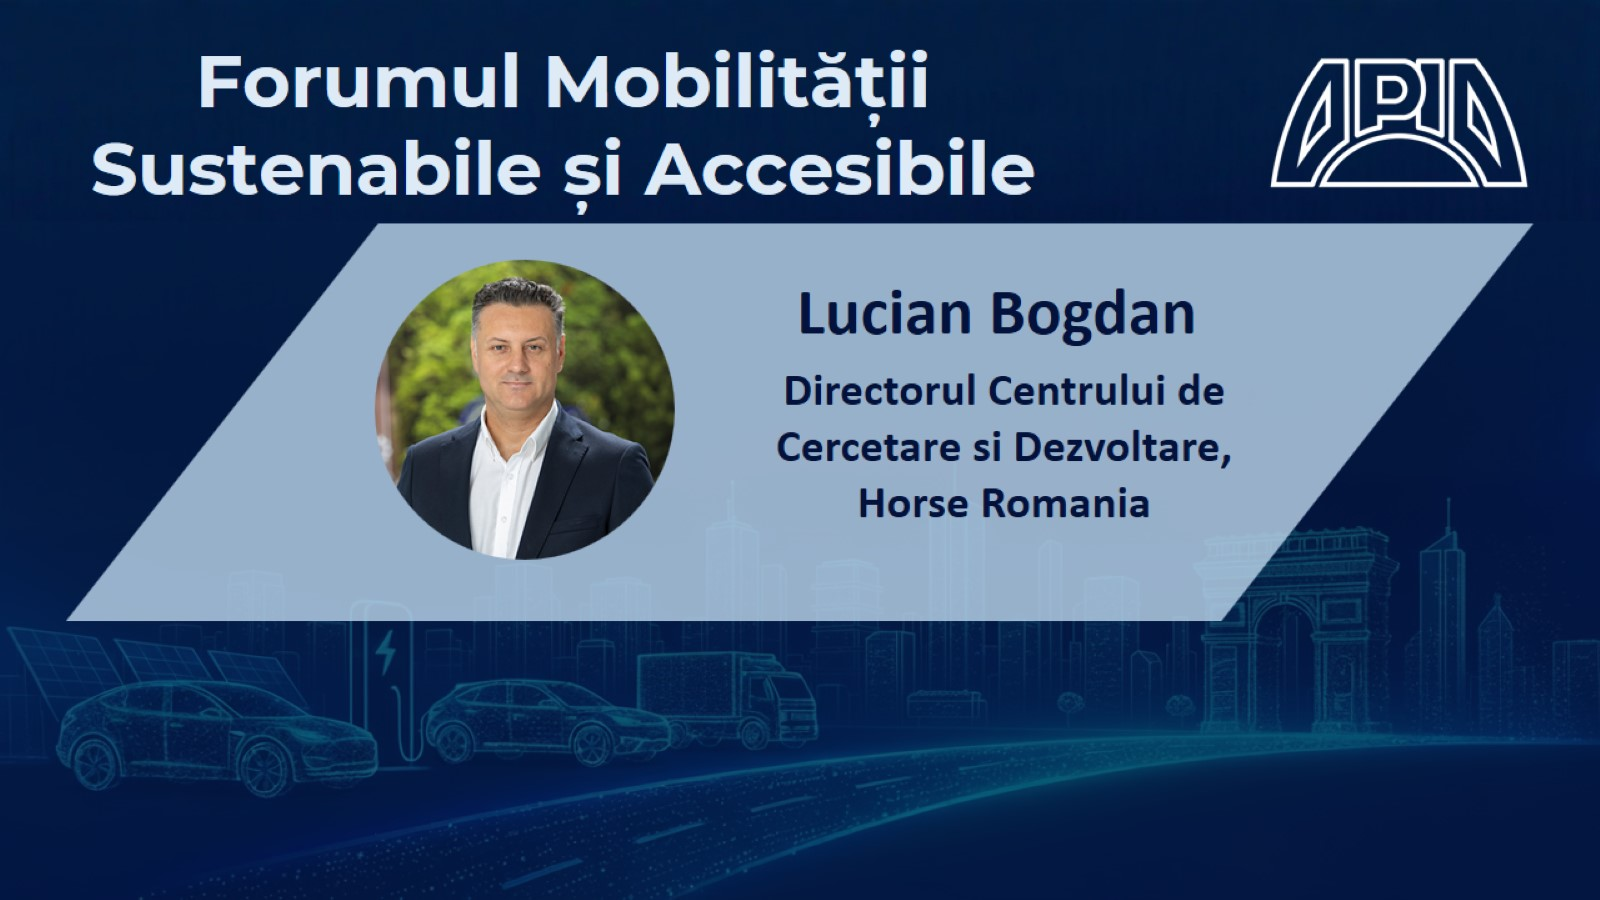 Forumul Mobilității
Sustenabile și Accesibile
APIA
Lucian Bogdan
Directorul Centrului de
Cercetare si Dezvoltare,
Horse Romania